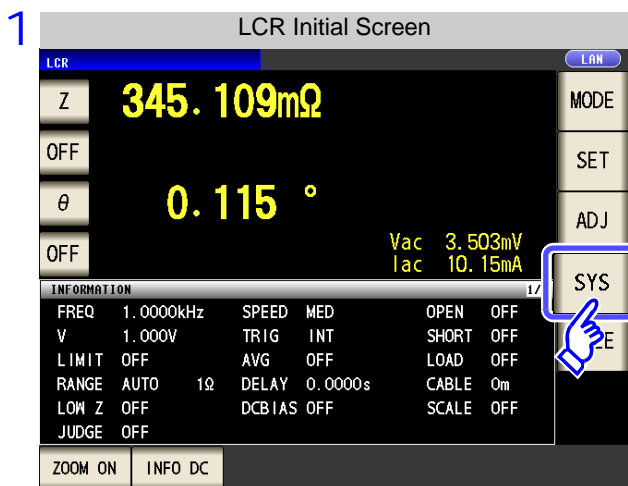 1
LCR Initial Screen
LCR
LAN
Z 345.109mΩ
MODE
OFF
SET
θ 0.115 °
ADJ
OFF
Vac 3.503mV
Iac 10.15mA
SYS
INFORMATION 1/
FREQ 1.0000kHz SPEED MED OPEN OFF
V 1.000V TRIG INT SHORT OFF
LIMIT OFF AVG OFF LOAD OFF
RANGE AUTO 1Ω DELAY 0.0000s CABLE 0m
LOW Z OFF DCBIAS OFF SCALE OFF
JUDGE OFF
ZOOM ON INFO DC